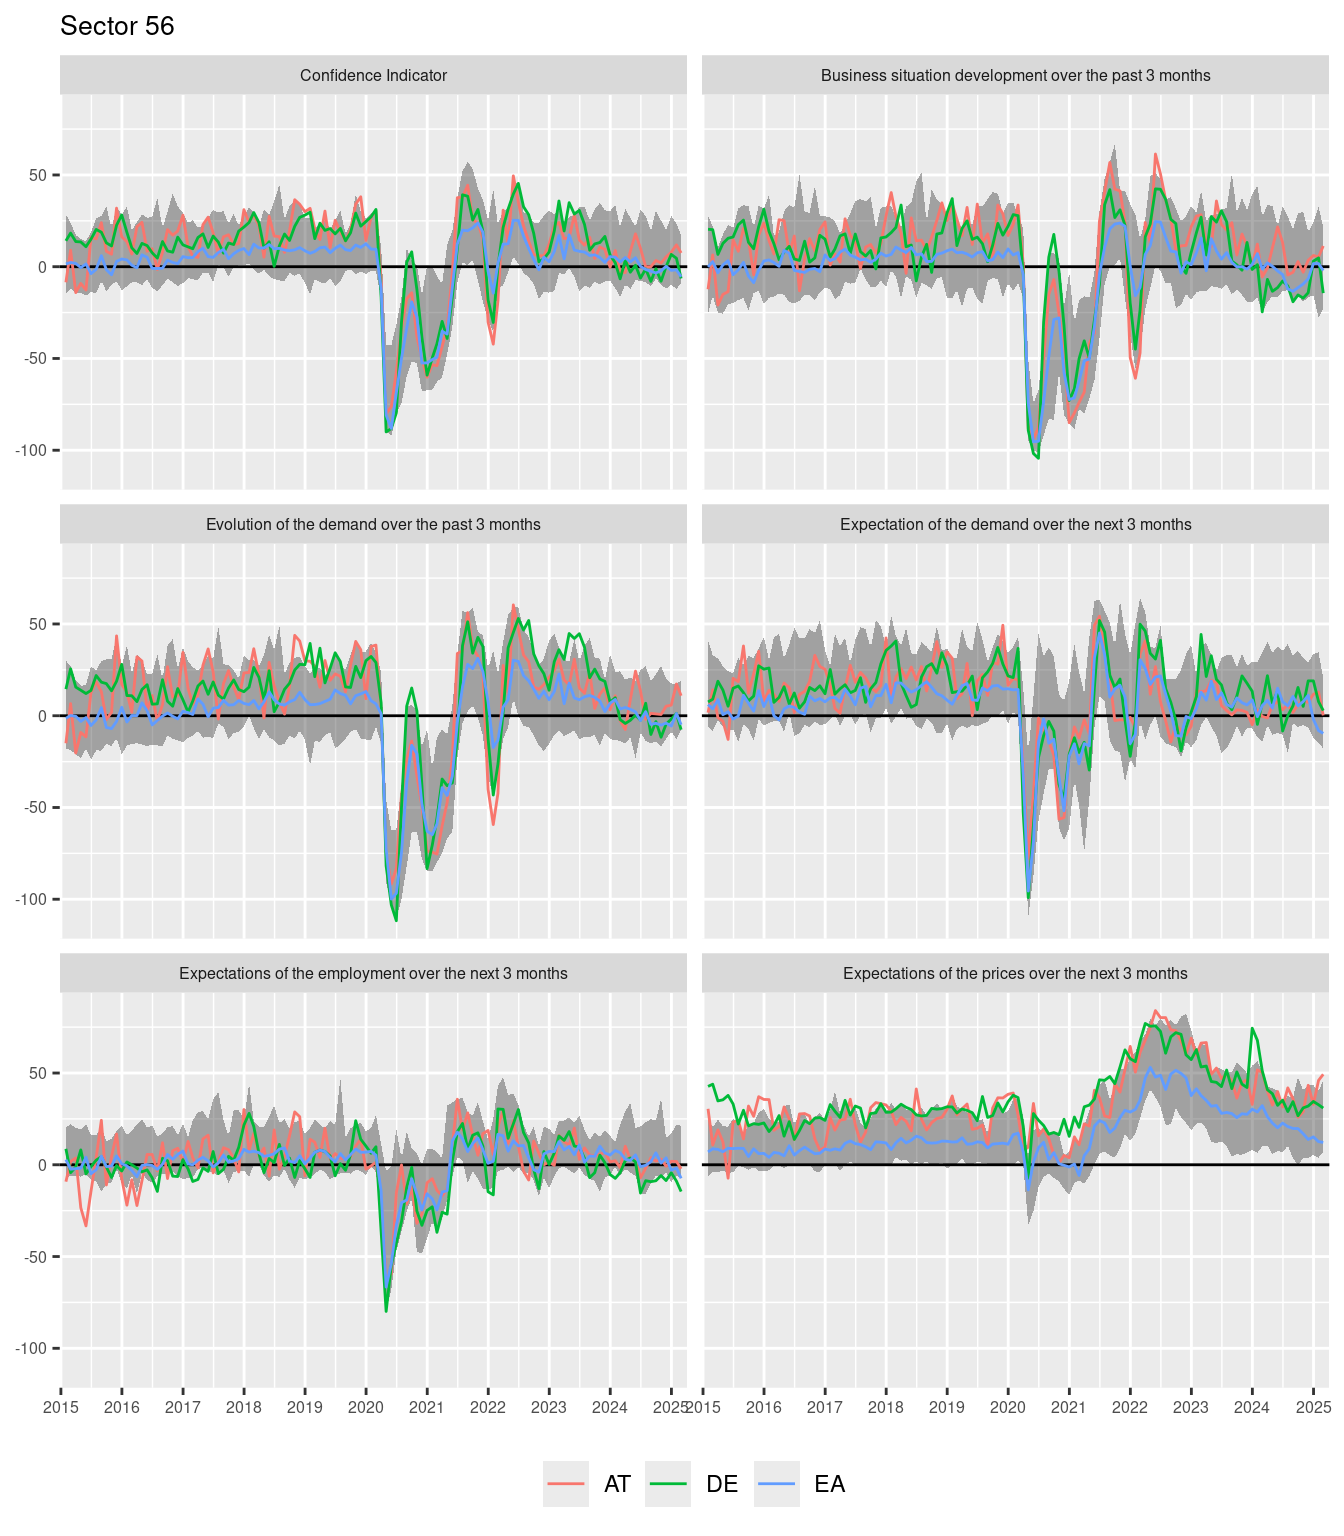 Sector 56
Confidence Indicator
Business situation development over the past 3 months
50
0
-50
-100
Evolution of the demand over the past 3 months
Expectation of the demand over the next 3 months
50
0
-50
-100
Expectations of the employment over the next 3 months
Expectations of the prices over the next 3 months
50
0
-50
-100
2015 2016 2017 2018 2019 2020 2021 2022 2023 2024 2025
2015 2016 2017 2018 2019 2020 2021 2022 2023 2024 2025
AT DE EA